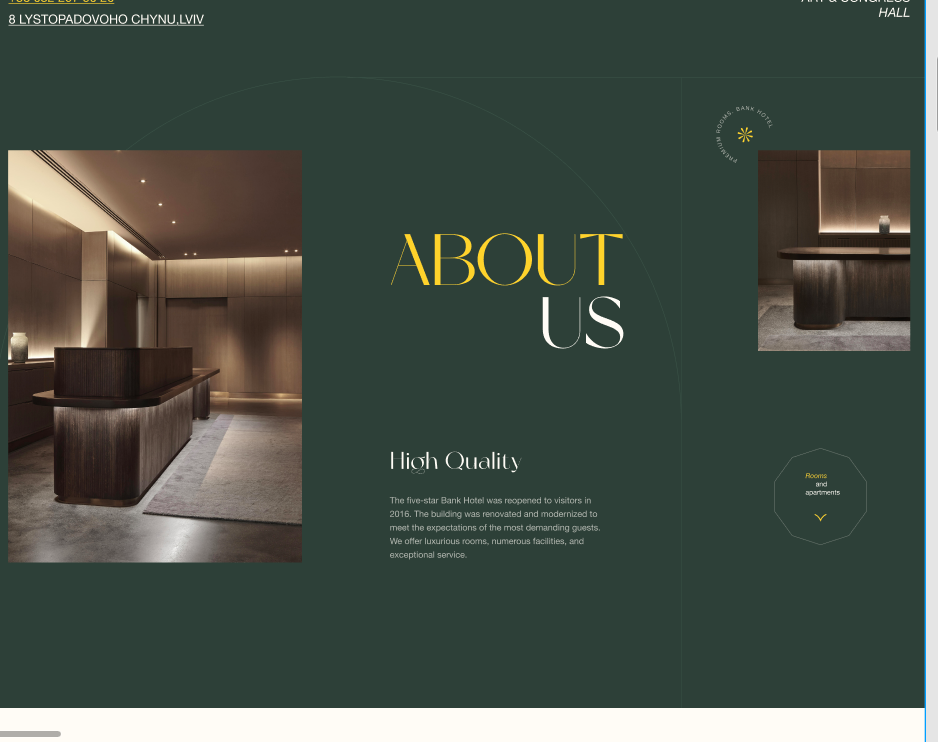 8 LYSTOPADOVOHO CHYNU,LVIV
HALL
PREMIUM ROOMS. BANK HOTEL
ABOUT
US
High Quality
The five-star Bank Hotel was reopened to visitors in
2016. The building was renovated and modernized to
meet the expectations of the most demanding guests.
We offer luxurious rooms, numerous facilities, and
exceptional service.
Rooms
and
apartments